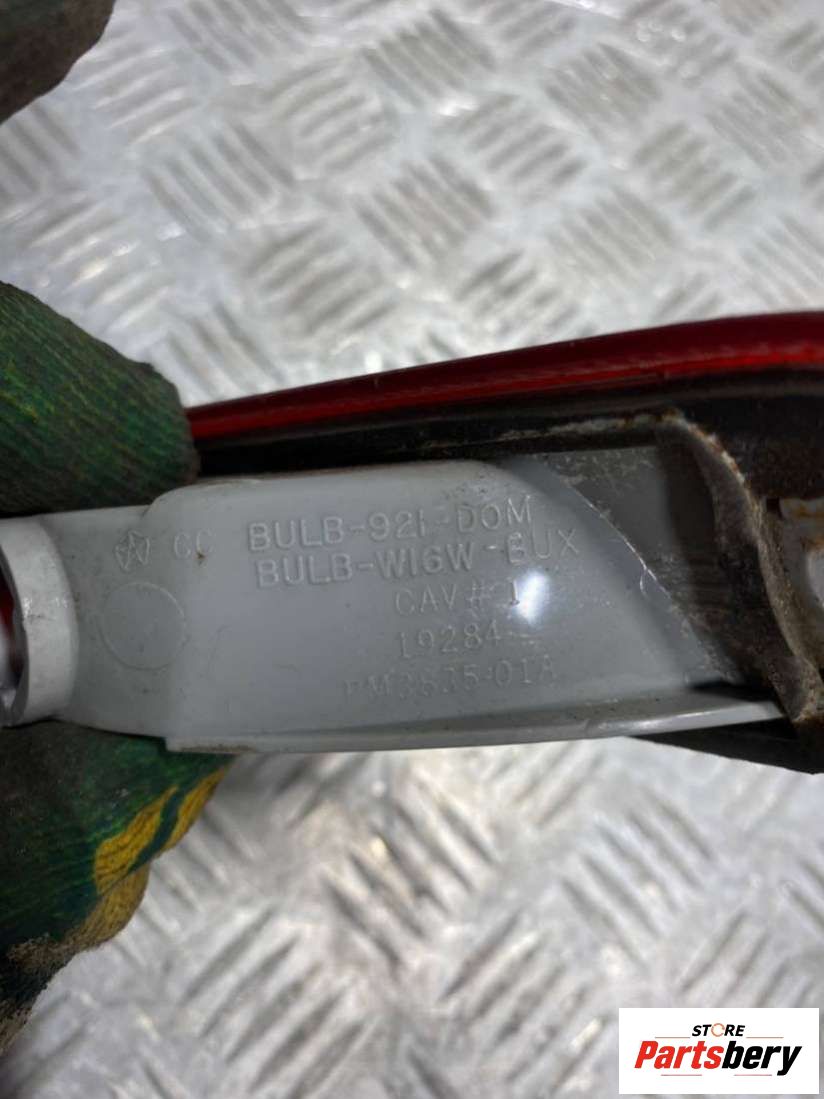 CC BULB-921-DOM
BULB-W16W-BUX
CAV# 1
19284
STORE
Partsbery